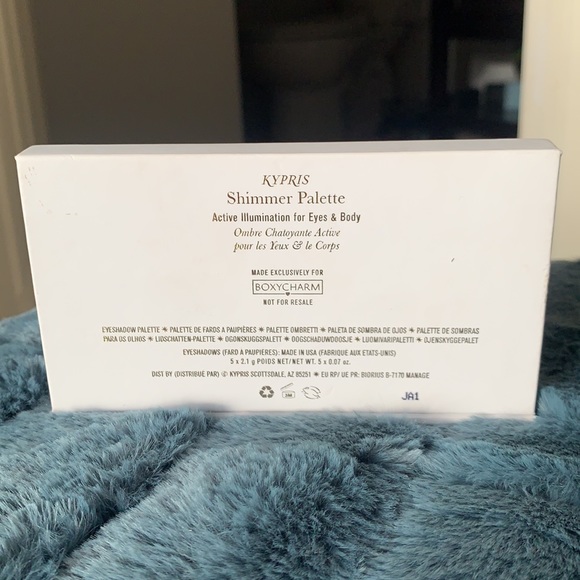 KYPRIS
Shimmer Palette
Active Illumination for Eyes & Body
Ombre Chatoyante Active
pour les Yeux & le Corps
MADE EXCLUSIVELY FOR
BOXYCHARM
NOT FOR RESALE
EYESHADOW PALETTE ✷ PALETTE DE FARDS A PAUPIÈRES ✷ PALETTE OMBRETTI ✷ PALETA DE SOMBRA DE OJOS ✷ PALETTE DE SOMBRAS
PARA OS OLHOS ✷ LIDSCHATTEN-PALETTE ✷ OGONSKUGGSPALETT ✷ OOGSCHADUWDOOSJE ✷ LUOMIVARIPALETTI ✷ OJENSKYGGEPALET
EYESHADOWS (FARD A PAUPIÈRES): MADE IN USA (FABRIQUE AUX ETATS-UNIS)
5 x 2.1 g POIDS NET/NET WT. 5 x 0.07 oz.
DIST BY (DISTRIBUÉ PAR) © KYPRIS SCOTTSDALE, AZ 85251 ✷ EU RP/ UE PR: BIORIUS B-7170 MANAGE
JA1